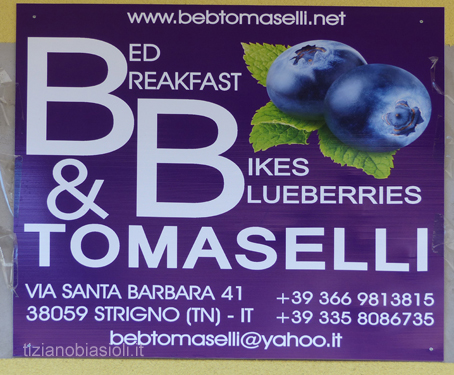 www.bebtomaselli.net
BED
BREAKFAST
&
BIKES
BLUEBERRIES
TOMASELLI
VIA SANTA BARBARA 41 +39 366 9813815
38059 STRIGNO (TN) - IT +39 335 8086735
bebtomaselli@yahoo.it
tizianobiasioli.it